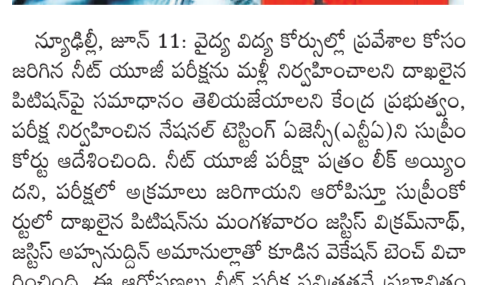 న్యూఢిల్లీ, జూన్ 11: వైద్య విద్య కోర్సుల్లో ప్రవేశాల కోసం
జరిగిన నీట్ యూజీ పరీక్షను మళ్లీ నిర్వహించాలని దాఖలైన
పిటిషన్‌పై సమాధానం తెలియజేయాలని కేంద్ర ప్రభుత్వం,
పరీక్ష నిర్వహించిన నేషనల్ టెస్టింగ్ ఏజెన్సీ(ఎన్టీఏ)ని సుప్రీం
కోర్టు ఆదేశించింది. నీట్ యూజీ పరీక్షా పత్రం లీక్ అయ్యిం
దని, పరీక్షలో అక్రమాలు జరిగాయని ఆరోపిస్తూ సుప్రీంకో
ర్టులో దాఖలైన పిటిషన్‌ను మంగళవారం జస్టిస్ విక్రమ్‌నాథ్,
జస్టిస్ అహ్సనుద్దిన్ అమానుల్లాతో కూడిన వెకేషన్ బెంచ్ విచా
రించింది. ఈ ఆరోపణలు నీట్ పరీక్ష పవిత్రతనే ప్రభావితం